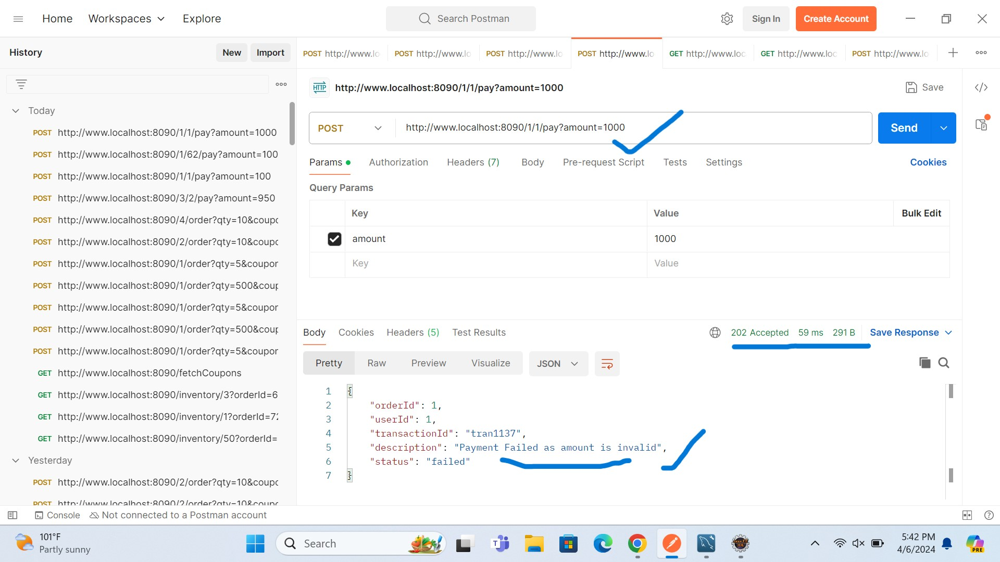 Home Workspaces Explore Search Postman Sign In Create Account
History New Import
POST http://www.lo POST http://www.lo POST http://www.lo POST http://www.lo GET http://www.loc GET http://www.loc POST http://www.lo
HTTP http://www.localhost:8090/1/1/pay?amount=1000 Save
Today
POST http://www.localhost:8090/1/1/pay?amount=1000
POST http://www.localhost:8090/1/62/pay?amount=100
POST http://www.localhost:8090/1/1/pay?amount=100
POST http://www.localhost:8090/3/2/pay?amount=950
POST http://www.localhost:8090/4/order?qty=10&coupo
POST http://www.localhost:8090/2/order?qty=10&coupo
POST http://www.localhost:8090/1/order?qty=5&coupor
POST http://www.localhost:8090/1/order?qty=500&coup
POST http://www.localhost:8090/1/order?qty=5&coupor
POST http://www.localhost:8090/1/order?qty=500&coup
POST http://www.localhost:8090/1/order?qty=5&coupor
GET http://www.localhost:8090/fetchCoupons
GET http://www.localhost:8090/inventory/3?orderId=6
GET http://www.localhost:8090/inventory/1?orderId=72
GET http://www.localhost:8090/inventory/50?orderId=
Yesterday
POST http://www.localhost:8090/2/order?qty=10&coupo
POST http://www.localhost:8090/2/order?qty=10&coupo
POST http://www.localhost:8090/1/1/pay?amount=1000 Send
Params Authorization Headers (7) Body Pre-request Script Tests Settings Cookies
Query Params
Key Value Bulk Edit
amount 1000
Key Value
Body Cookies Headers (5) Test Results 202 Accepted 59 ms 291 B Save Response
Pretty Raw Preview Visualize JSON
1 {
2 "orderId": 1,
3 "userId": 1,
4 "transactionId": "tran1137",
5 "description": "Payment Failed as amount is invalid",
6 "status": "failed"
7 }
Console Not connected to a Postman account
101°F
Partly sunny
Search
5:42 PM
4/6/2024
PRE